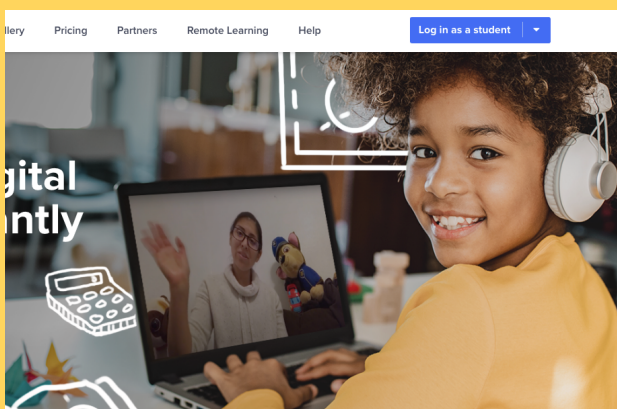 llery Pricing Partners Remote Learning Help Log in as a student
gital
ntly